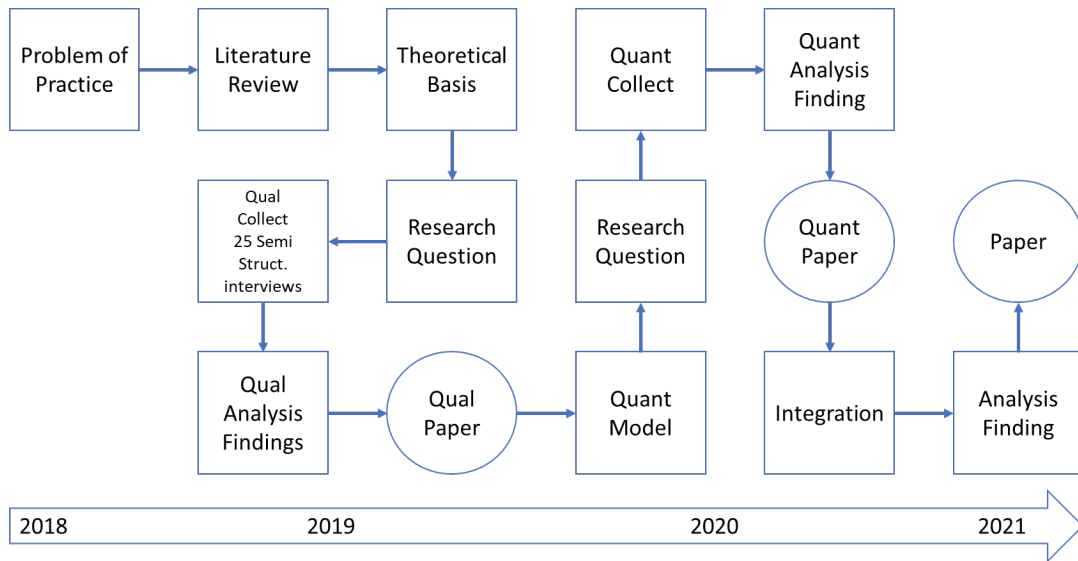 Problem of
Practice
Literature
Review
Theoretical
Basis
Research
Question
Qual
Collect
25 Semi
Struct.
interviews
Qual
Analysis
Findings
Qual
Paper
Quant
Model
Research
Question
Quant
Collect
Quant
Analysis
Finding
Quant
Paper
Integration
Analysis
Finding
Paper
2018
2019
2020
2021